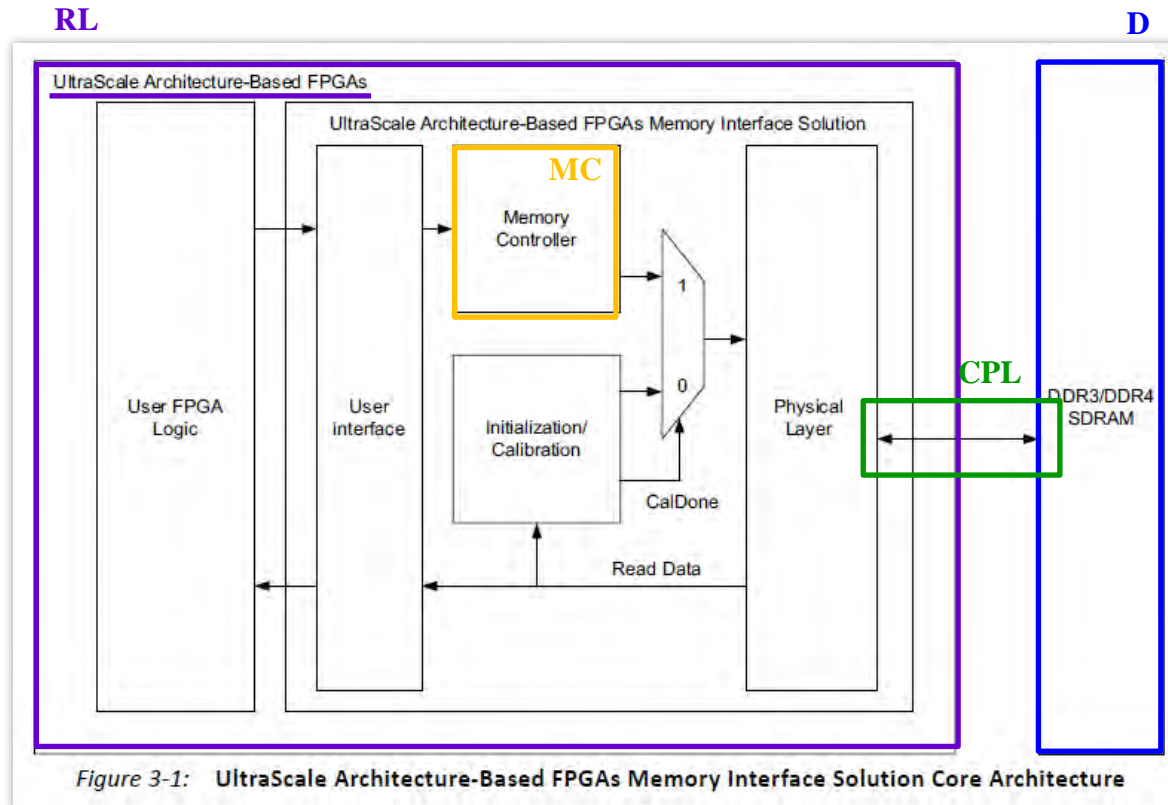 RL
D
UltraScale Architecture-Based FPGAs
UltraScale Architecture-Based FPGAs Memory Interface Solution
MC
Memory
Controller
1
0
CPL
User FPGA
Logic
User
interface
Initialization/
Calibration
Physical
Layer
DDR3/DDR4
SDRAM
CalDone
Read Data
Figure 3-1: UltraScale Architecture-Based FPGAs Memory Interface Solution Core Architecture